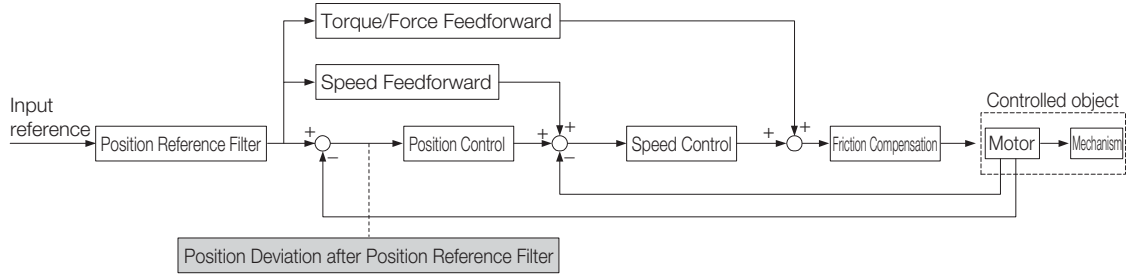 Torque/Force Feedforward
Speed Feedforward
Input
reference
Controlled object
Position Reference Filter
+
−
Position Control
+
+
−
Speed Control
+
+
Friction Compensation
Motor
Mechanism
Position Deviation after Position Reference Filter